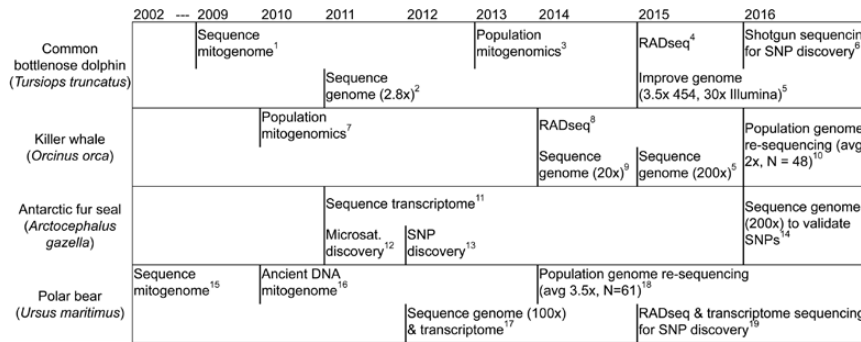 2002 --- 2009 2010 2011 2012 2013 2014 2015 2016
Common
bottlenose dolphin
(Tursiops truncatus)
Sequence
mitogenome¹
Sequence
genome (2.8x)²
Population
mitogenomics³
RADseq⁴
Improve genome
(3.5x 454, 30x Illumina)⁵
Shotgun sequencing
for SNP discovery⁶
Killer whale
(Orcinus orca)
Population
mitogenomics⁷
RADseq⁸
Sequence
genome (20x)⁹
Sequence
genome (200x)⁵
Population genome
re-sequencing (avg
2x, N = 48)¹⁰
Antarctic fur seal
(Arctocephalus
gazella)
Sequence transcriptome¹¹
Microsat.
discovery¹²
SNP
discovery¹³
Sequence genome
(200x) to validate
SNPs¹⁴
Polar bear
(Ursus maritimus)
Sequence
mitogenome¹⁵
Ancient DNA
mitogenome¹⁶
Sequence genome (100x)
& transcriptome¹⁷
Population genome re-sequencing
(avg 3.5x, N=61)¹⁸
RADseq & transcriptome sequencing
for SNP discovery¹⁹